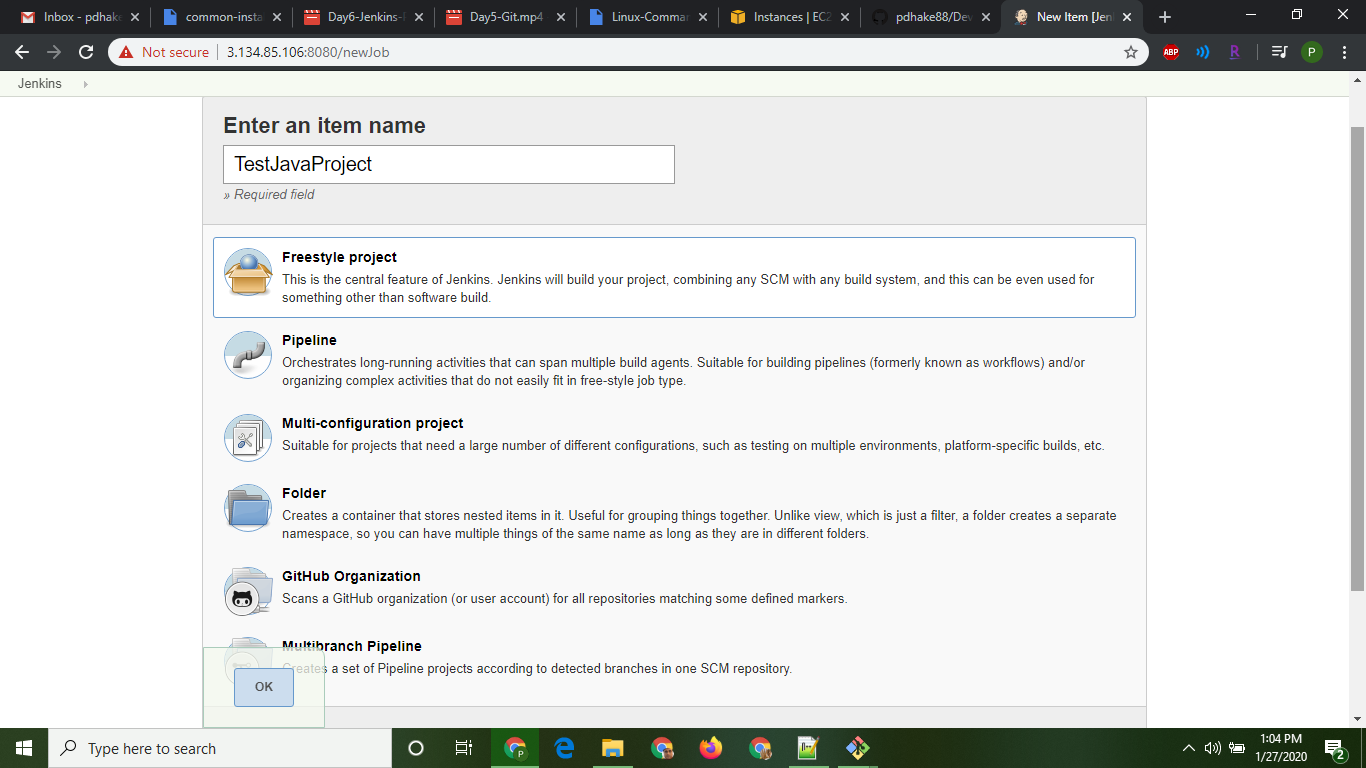 Inbox - pdhake
common-insta
Day6-Jenkins-
Day5-Git.mp4
Linux-Comma
Instances | EC2
pdhake88/Dev
New Item [Jen
Not secure 3.134.85.106:8080/newJob
ABP
R
P
Jenkins
Enter an item name
TestJavaProject
» Required field
Freestyle project
This is the central feature of Jenkins. Jenkins will build your project, combining any SCM with any build system, and this can be even used for
something other than software build.
Pipeline
Orchestrates long-running activities that can span multiple build agents. Suitable for building pipelines (formerly known as workflows) and/or
organizing complex activities that do not easily fit in free-style job type.
Multi-configuration project
Suitable for projects that need a large number of different configurations, such as testing on multiple environments, platform-specific builds, etc.
Folder
Creates a container that stores nested items in it. Useful for grouping things together. Unlike view, which is just a filter, a folder creates a separate
namespace, so you can have multiple things of the same name as long as they are in different folders.
GitHub Organization
Scans a GitHub organization (or user account) for all repositories matching some defined markers.
Multibranch Pipeline
Creates a set of Pipeline projects according to detected branches in one SCM repository.
OK
Type here to search
P
1:04 PM
1/27/2020
2